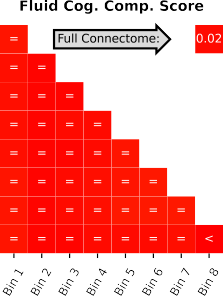 Fluid Cog. Comp. Score
= Full Connectome: 0.02
= =
= = =
= = = =
= = = = =
= = = = = =
= = = = = = =
= = = = = = = <
Bin 1 Bin 2 Bin 3 Bin 4 Bin 5 Bin 6 Bin 7 Bin 8